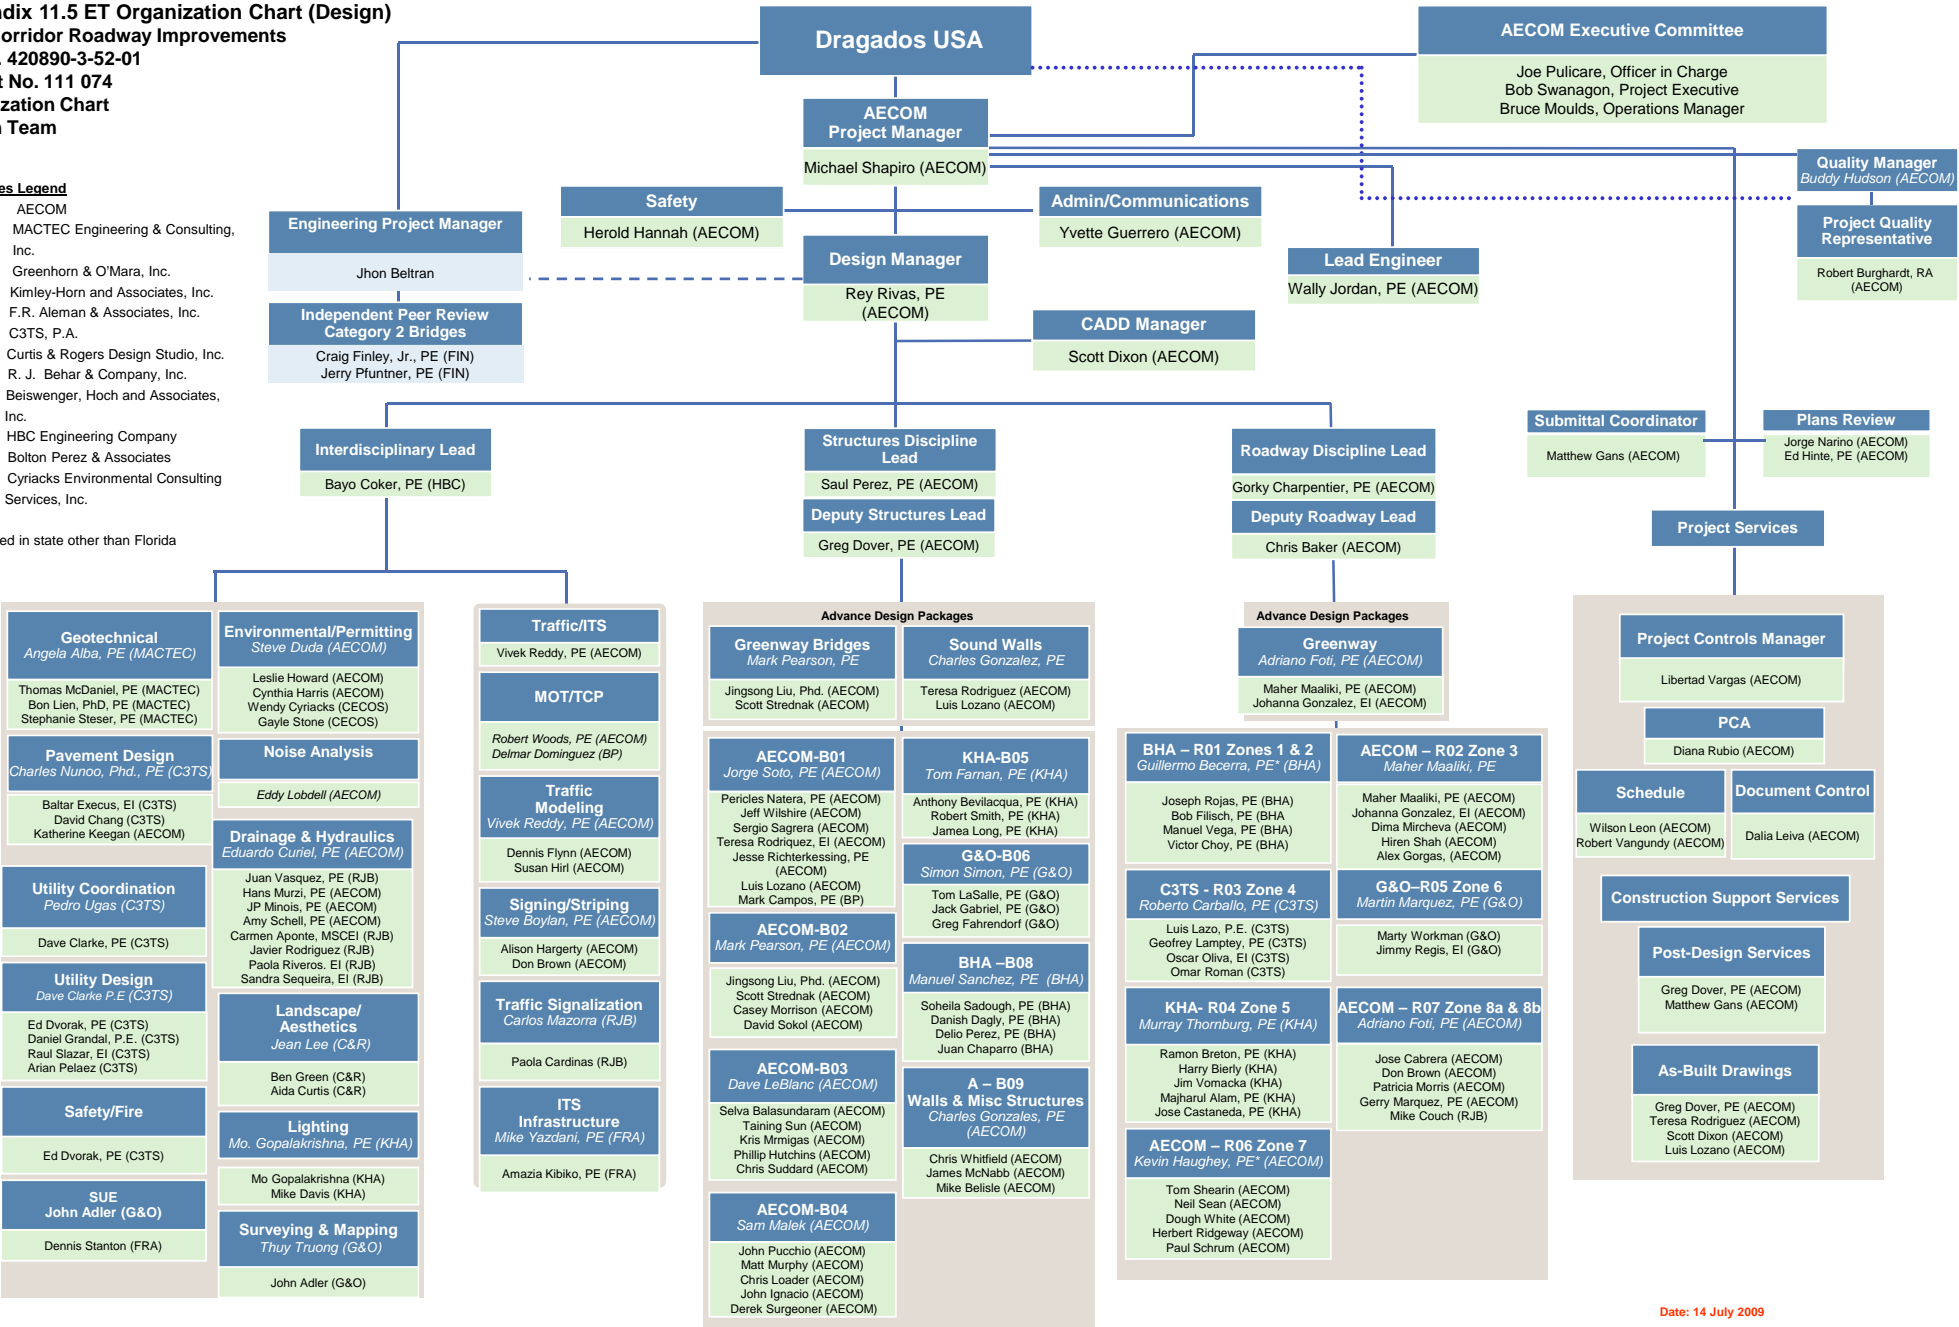 ndix 11.5 ET Organization Chart (Design)
orridor Roadway Improvements
. 420890-3-52-01
t No. 111 074
zation Chart
Team
es Legend
AECOM
MACTEC Engineering & Consulting,
Inc.
Greenhorn & O'Mara, Inc.
Kimley-Horn and Associates, Inc.
F.R. Aleman & Associates, Inc.
C3TS, P.A.
Curtis & Rogers Design Studio, Inc.
R. J. Behar & Company, Inc.
Beiswenger, Hoch and Associates,
Inc.
HBC Engineering Company
Bolton Perez & Associates
Cyriacks Environmental Consulting
Services, Inc.
ed in state other than Florida
Dragados USA
AECOM Executive Committee
Joe Pulicare, Officer in Charge
Bob Swanagon, Project Executive
Bruce Moulds, Operations Manager
AECOM
Project Manager
Michael Shapiro (AECOM)
Quality Manager
Buddy Hudson (AECOM)
Project Quality
Representative
Robert Burghardt, RA
(AECOM)
Safety
Herold Hannah (AECOM)
Admin/Communications
Yvette Guerrero (AECOM)
Engineering Project Manager
Jhon Beltran
Independent Peer Review
Category 2 Bridges
Craig Finley, Jr., PE (FIN)
Jerry Pfuntner, PE (FIN)
Design Manager
Rey Rivas, PE
(AECOM)
Lead Engineer
Wally Jordan, PE (AECOM)
CADD Manager
Scott Dixon (AECOM)
Interdisciplinary Lead
Bayo Coker, PE (HBC)
Structures Discipline
Lead
Saul Perez, PE (AECOM)
Deputy Structures Lead
Greg Dover, PE (AECOM)
Roadway Discipline Lead
Gorky Charpentier, PE (AECOM)
Deputy Roadway Lead
Chris Baker (AECOM)
Submittal Coordinator
Matthew Gans (AECOM)
Plans Review
Jorge Narino (AECOM)
Ed Hinte, PE (AECOM)
Project Services
Geotechnical
Angela Alba, PE (MACTEC)
Thomas McDaniel, PE (MACTEC)
Bon Lien, PhD, PE (MACTEC)
Stephanie Steser, PE (MACTEC)
Pavement Design
Charles Nunoo, Phd., PE (C3TS)
Baltar Execus, EI (C3TS)
David Chang (C3TS)
Katherine Keegan (AECOM)
Utility Coordination
Pedro Ugas (C3TS)
Dave Clarke, PE (C3TS)
Utility Design
Dave Clarke P.E (C3TS)
Ed Dvorak, PE (C3TS)
Daniel Grandal, P.E. (C3TS)
Raul Slazar, EI (C3TS)
Arian Pelaez (C3TS)
Safety/Fire
Ed Dvorak, PE (C3TS)
SUE
John Adler (G&O)
Dennis Stanton (FRA)
Environmental/Permitting
Steve Duda (AECOM)
Leslie Howard (AECOM)
Cynthia Harris (AECOM)
Wendy Cyriacks (CECOS)
Gayle Stone (CECOS)
Noise Analysis
Eddy Lobdell (AECOM)
Drainage & Hydraulics
Eduardo Curiel, PE (AECOM)
Juan Vasquez, PE (RJB)
Hans Murzi, PE (AECOM)
JP Minois, PE (AECOM)
Amy Schell, PE (AECOM)
Carmen Aponte, MSCEI (RJB)
Javier Rodriguez (RJB)
Paola Riveros. EI (RJB)
Sandra Sequeira, EI (RJB)
Landscape/
Aesthetics
Jean Lee (C&R)
Ben Green (C&R)
Aida Curtis (C&R)
Lighting
Mo. Gopalakrishna, PE (KHA)
Mo Gopalakrishna (KHA)
Mike Davis (KHA)
Surveying & Mapping
Thuy Truong (G&O)
John Adler (G&O)
Traffic/ITS
Vivek Reddy, PE (AECOM)
MOT/TCP
Robert Woods, PE (AECOM)
Delmar Dominguez (BP)
Traffic
Modeling
Vivek Reddy, PE (AECOM)
Dennis Flynn (AECOM)
Susan Hirl (AECOM)
Signing/Striping
Steve Boylan, PE (AECOM)
Alison Hargerty (AECOM)
Don Brown (AECOM)
Traffic Signalization
Carlos Mazorra (RJB)
Paola Cardinas (RJB)
ITS
Infrastructure
Mike Yazdani, PE (FRA)
Amazia Kibiko, PE (FRA)
Advance Design Packages
Greenway Bridges
Mark Pearson, PE
Jingsong Liu, Phd. (AECOM)
Scott Strednak (AECOM)
Sound Walls
Charles Gonzalez, PE
Teresa Rodriguez (AECOM)
Luis Lozano (AECOM)
AECOM-B01
Jorge Soto, PE (AECOM)
Pericles Natera, PE (AECOM)
Jeff Wilshire (AECOM)
Sergio Sagrera (AECOM)
Teresa Rodriquez, EI (AECOM)
Jesse Richterkessing, PE
(AECOM)
Luis Lozano (AECOM)
Mark Campos, PE (BP)
AECOM-B02
Mark Pearson, PE (AECOM)
Jingsong Liu, Phd. (AECOM)
Scott Strednak (AECOM)
Casey Morrison (AECOM)
David Sokol (AECOM)
AECOM-B03
Dave LeBlanc (AECOM)
Selva Balasundaram (AECOM)
Taining Sun (AECOM)
Kris Mrmigas (AECOM)
Phillip Hutchins (AECOM)
Chris Suddard (AECOM)
AECOM-B04
Sam Malek (AECOM)
John Pucchio (AECOM)
Matt Murphy (AECOM)
Chris Loader (AECOM)
John Ignacio (AECOM)
Derek Surgeoner (AECOM)
KHA-B05
Tom Farnan, PE (KHA)
Anthony Bevilacqua, PE (KHA)
Robert Smith, PE (KHA)
Jamea Long, PE (KHA)
G&O-B06
Simon Simon, PE (G&O)
Tom LaSalle, PE (G&O)
Jack Gabriel, PE (G&O)
Greg Fahrendorf (G&O)
BHA –B08
Manuel Sanchez, PE (BHA)
Soheila Sadough, PE (BHA)
Danish Dagly, PE (BHA)
Delio Perez, PE (BHA)
Juan Chaparro (BHA)
A – B09
Walls & Misc Structures
Charles Gonzales, PE
(AECOM)
Chris Whitfield (AECOM)
James McNabb (AECOM)
Mike Belisle (AECOM)
Advance Design Packages
Greenway
Adriano Foti, PE (AECOM)
Maher Maaliki, PE (AECOM)
Johanna Gonzalez, EI (AECOM)
BHA – R01 Zones 1 & 2
Guillermo Becerra, PE* (BHA)
Joseph Rojas, PE (BHA)
Bob Filisch, PE (BHA
Manuel Vega, PE (BHA)
Victor Choy, PE (BHA)
C3TS - R03 Zone 4
Roberto Carballo, PE (C3TS)
Luis Lazo, P.E. (C3TS)
Geofrey Lamptey, PE (C3TS)
Oscar Oliva, EI (C3TS)
Omar Roman (C3TS)
KHA- R04 Zone 5
Murray Thornburg, PE (KHA)
Ramon Breton, PE (KHA)
Harry Bierly (KHA)
Jim Vomacka (KHA)
Majharul Alam, PE (KHA)
Jose Castaneda, PE (KHA)
AECOM – R06 Zone 7
Kevin Haughey, PE* (AECOM)
Tom Shearin (AECOM)
Neil Sean (AECOM)
Dough White (AECOM)
Herbert Ridgeway (AECOM)
Paul Schrum (AECOM)
AECOM – R02 Zone 3
Maher Maaliki, PE
Maher Maaliki, PE (AECOM)
Johanna Gonzalez, EI (AECOM)
Dima Mircheva (AECOM)
Hiren Shah (AECOM)
Alex Gorgas, (AECOM)
G&O–R05 Zone 6
Martin Marquez, PE (G&O)
Marty Workman (G&O)
Jimmy Regis, EI (G&O)
AECOM – R07 Zone 8a & 8b
Adriano Foti, PE (AECOM)
Jose Cabrera (AECOM)
Don Brown (AECOM)
Patricia Morris (AECOM)
Gerry Marquez, PE (AECOM)
Mike Couch (RJB)
Project Controls Manager
Libertad Vargas (AECOM)
PCA
Diana Rubio (AECOM)
Schedule
Wilson Leon (AECOM)
Robert Vangundy (AECOM)
Document Control
Dalia Leiva (AECOM)
Construction Support Services
Post-Design Services
Greg Dover, PE (AECOM)
Matthew Gans (AECOM)
As-Built Drawings
Greg Dover, PE (AECOM)
Teresa Rodriguez (AECOM)
Scott Dixon (AECOM)
Luis Lozano (AECOM)
Date: 14 July 2009